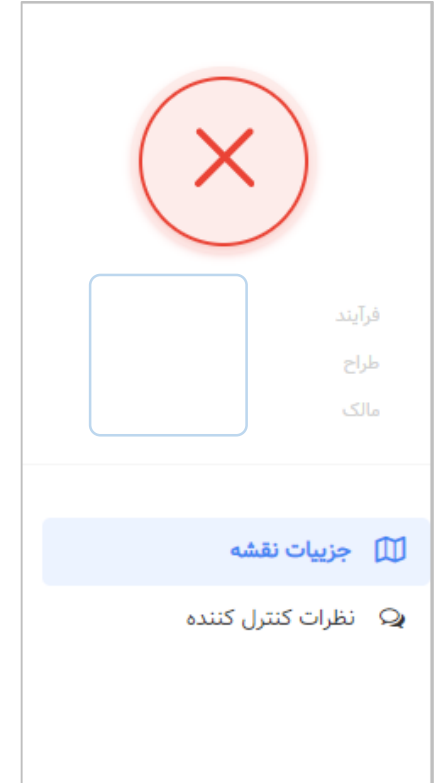 فرآیند
طراح
مالک
جزییات نقشه
نظرات کنترل کننده